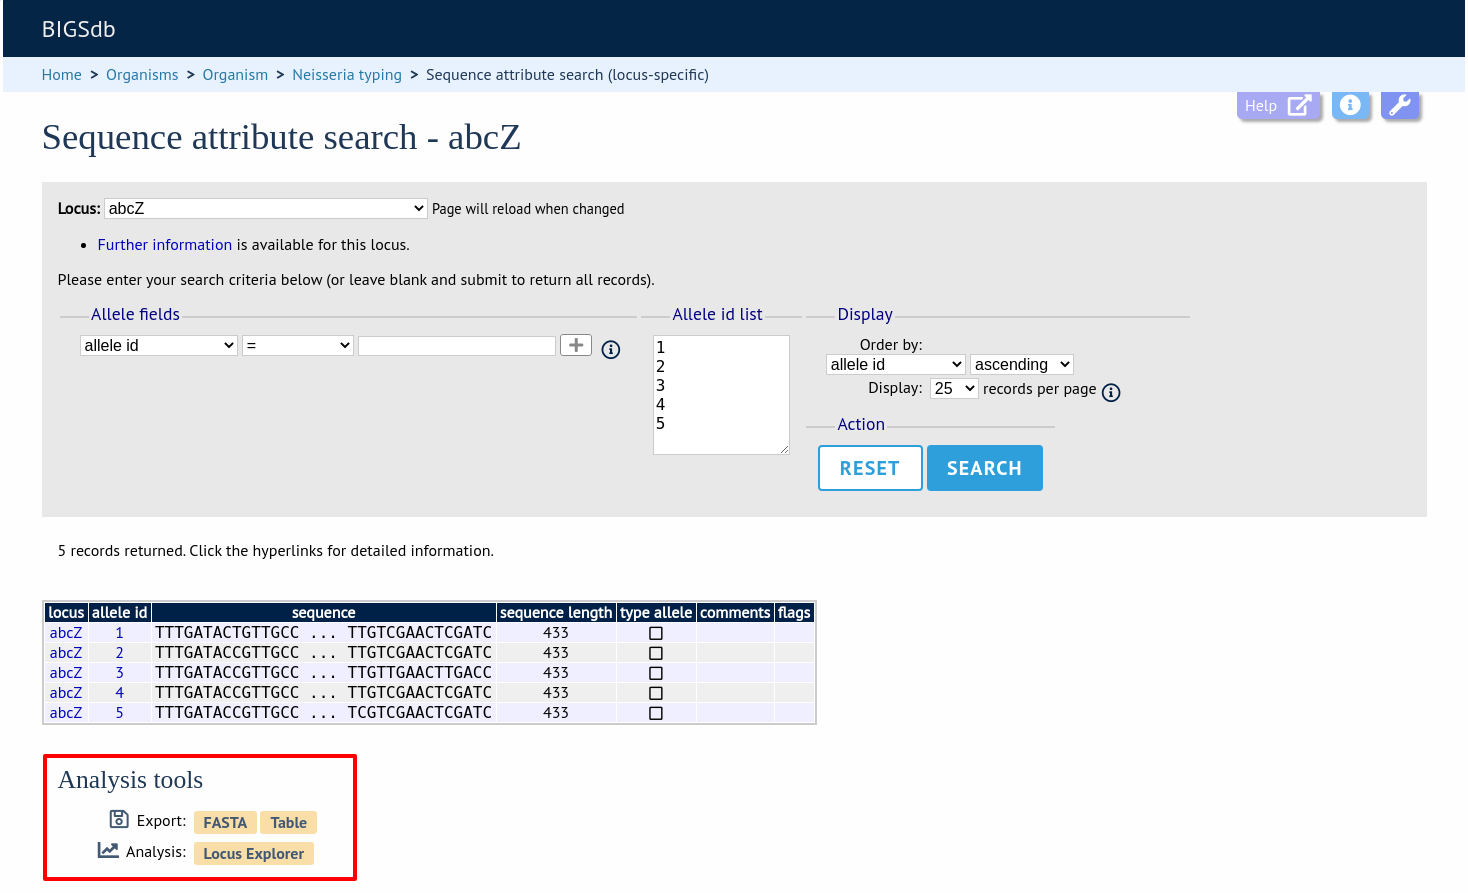 BIGSdb
Home > Organisms > Organism > Neisseria typing > Sequence attribute search (locus-specific)
Help
Sequence attribute search - abcZ
Locus: abcZ Page will reload when changed
• Further information is available for this locus.
Please enter your search criteria below (or leave blank and submit to return all records).
Allele fields Allele id list Display
allele id = +
1
2
3
4
5
Order by:
allele id ascending
Display: 25 records per page
Action
RESET SEARCH
5 records returned. Click the hyperlinks for detailed information.
locus allele id sequence sequence length type allele comments flags
abcZ 1 TTTGATACTGTTGCC ... TTGTCGAACTCGATC 433
abcZ 2 TTTGATACCGTTGCC ... TTGTCGAACTCGATC 433
abcZ 3 TTTGATACCGTTGCC ... TTGTTGAACTTGACC 433
abcZ 4 TTTGATACCGTTGCC ... TTGTCGAACTCGATC 433
abcZ 5 TTTGATACCGTTGCC ... TCGTCGAACTCGATC 433
Analysis tools
Export: FASTA Table
Analysis: Locus Explorer